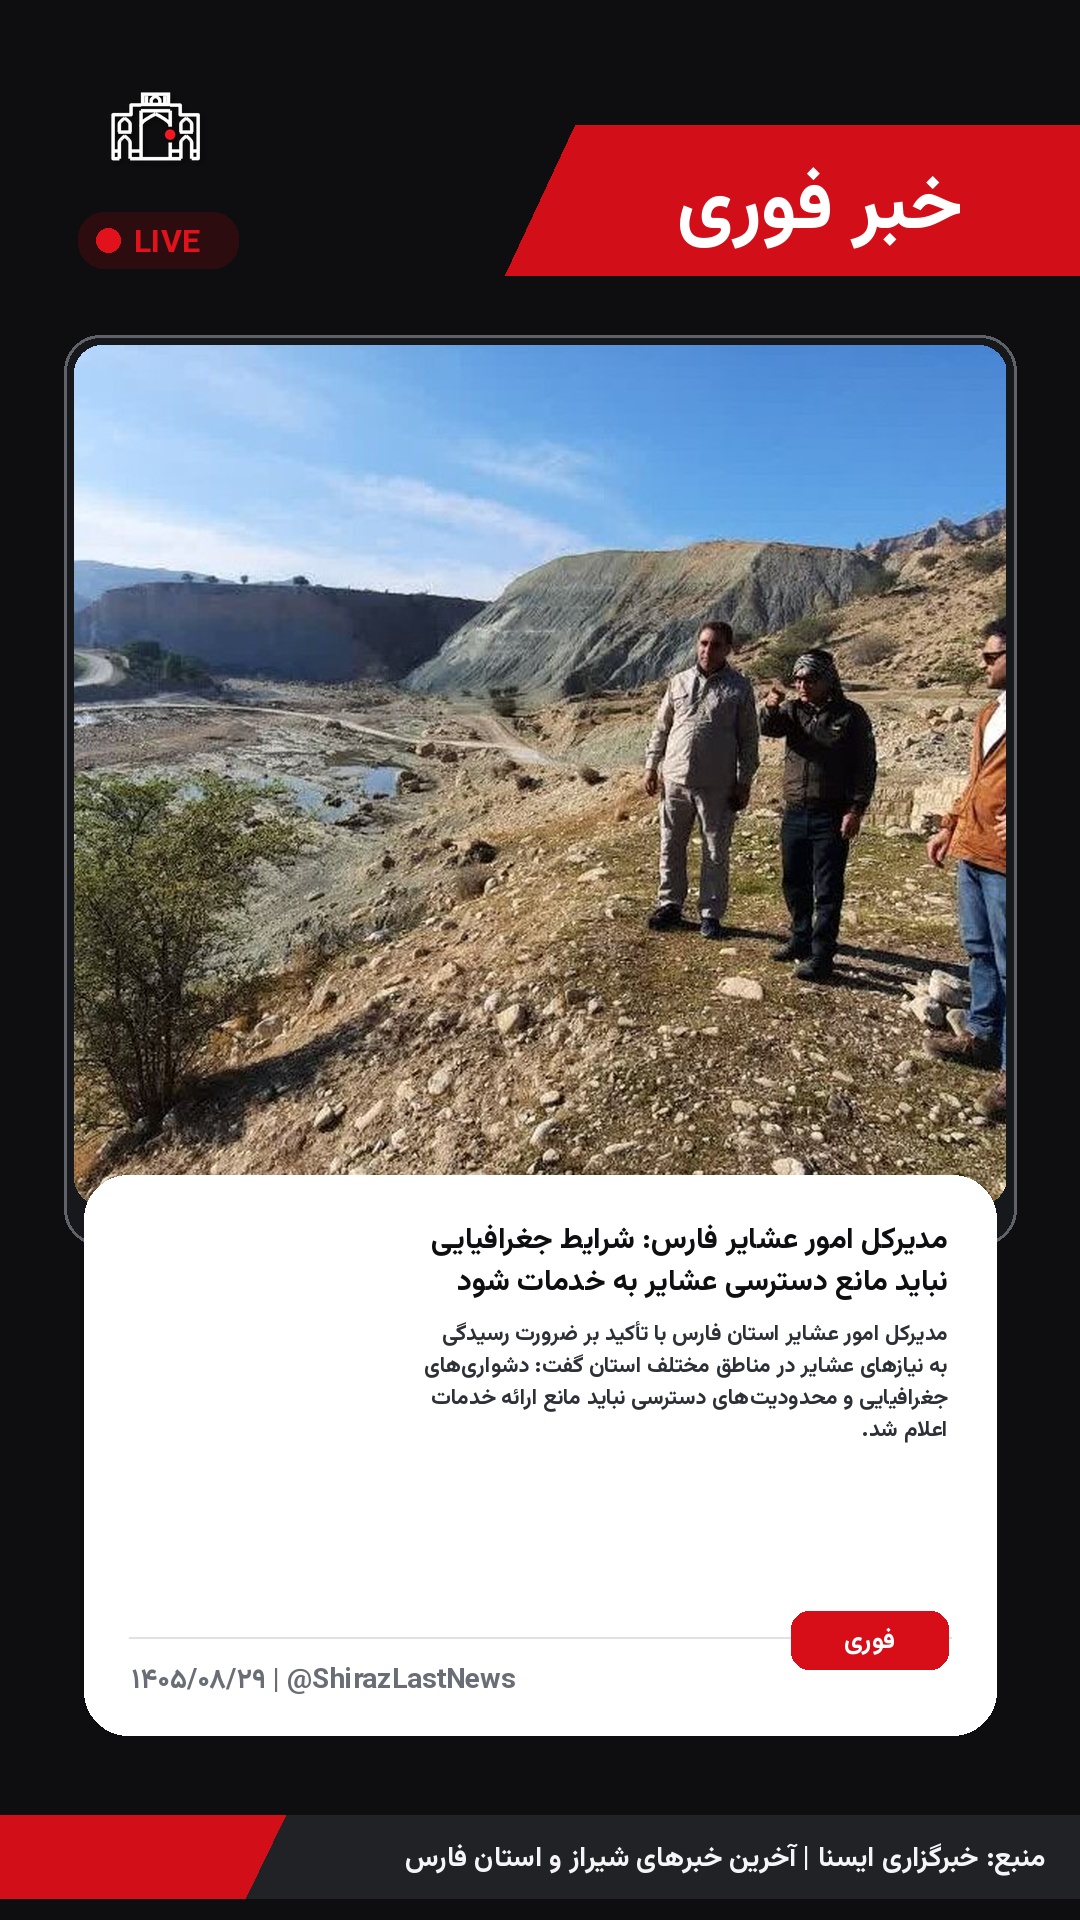 LIVE
خبر فوری
مدیرکل امور عشایر فارس: شرایط جغرافیایی
نباید مانع دسترسی عشایر به خدمات شود
مدیرکل امور عشایر استان فارس با تأکید بر ضرورت رسیدگی
به نیازهای عشایر در مناطق مختلف استان گفت: دشواری‌های
جغرافیایی و محدودیت‌های دسترسی نباید مانع ارائه خدمات
اعلام شد.
فوری
۱۴۰۵/۰۸/۲۹ | @ShirazLastNews
منبع: خبرگزاری ایسنا | آخرین خبرهای شیراز و استان فارس